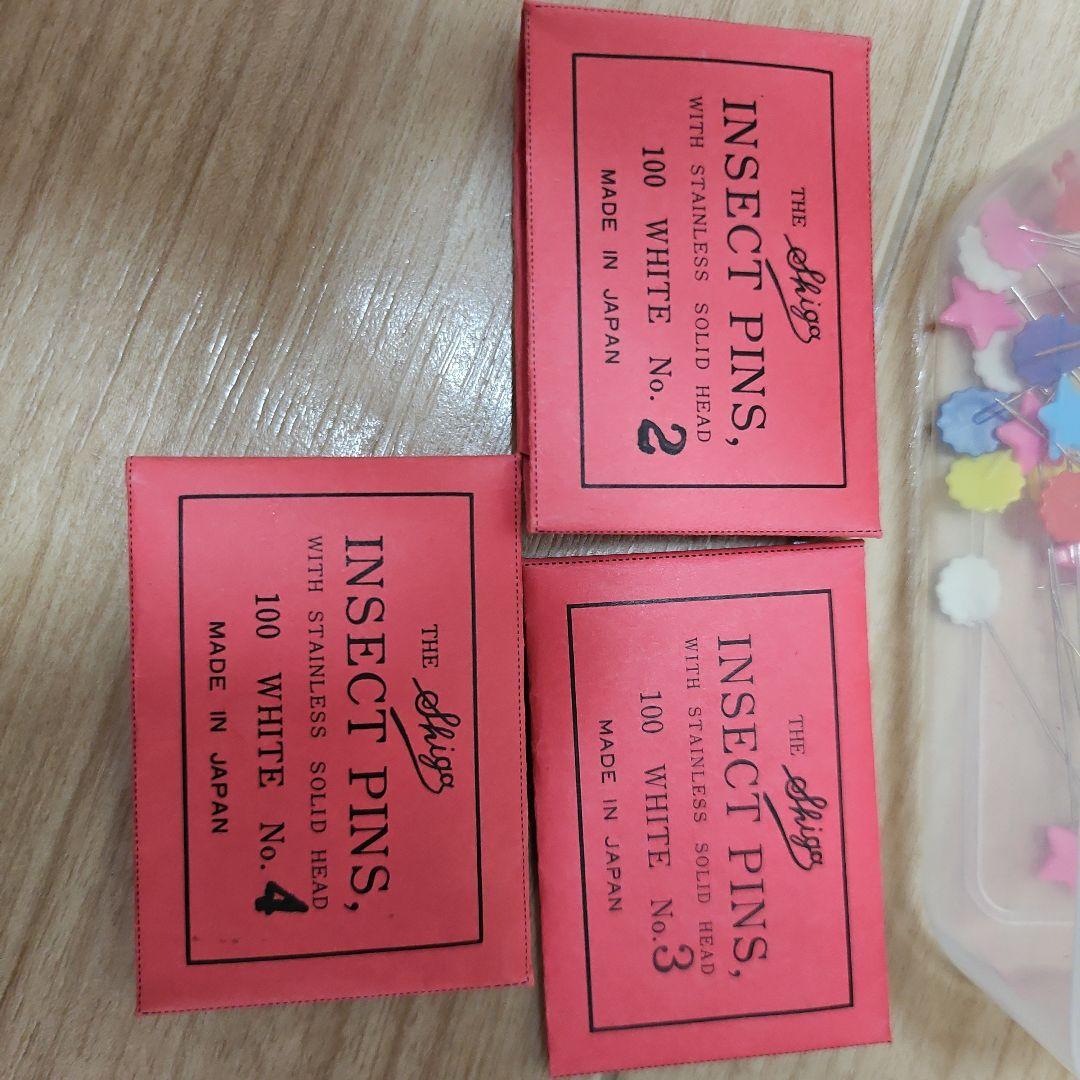 THE Shiga
INSECT PINS,
WITH STAINLESS SOLID HEAD
100 WHITE No. 2
MADE IN JAPAN
THE Shiga
INSECT PINS,
WITH STAINLESS SOLID HEAD
100 WHITE No. 3
MADE IN JAPAN
THE Shiga
INSECT PINS,
WITH STAINLESS SOLID HEAD
100 WHITE No. 4
MADE IN JAPAN